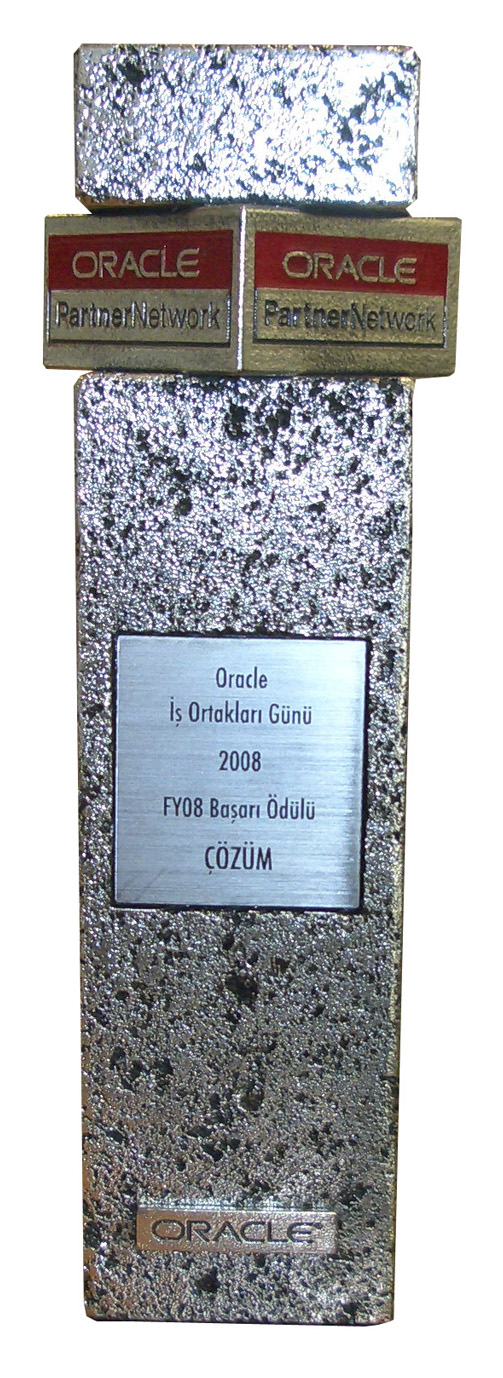 ORACLE
PartnerNetwork
ORACLE
PartnerNetwork
Oracle
İş Ortakları Günü
2008
FY08 Başarı Ödülü
ÇÖZÜM
ORACLE